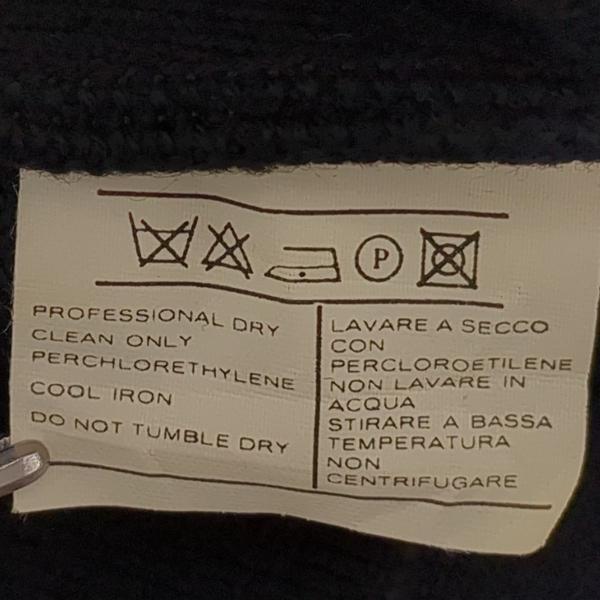 P
PROFESSIONAL DRY
CLEAN ONLY
PERCHLORETHYLENE
COOL IRON
DO NOT TUMBLE DRY
LAVARE A SECCO
CON
PERCLOROETILENE
NON LAVARE IN
ACQUA
STIRARE A BASSA
TEMPERATURA
NON
CENTRIFUGARE